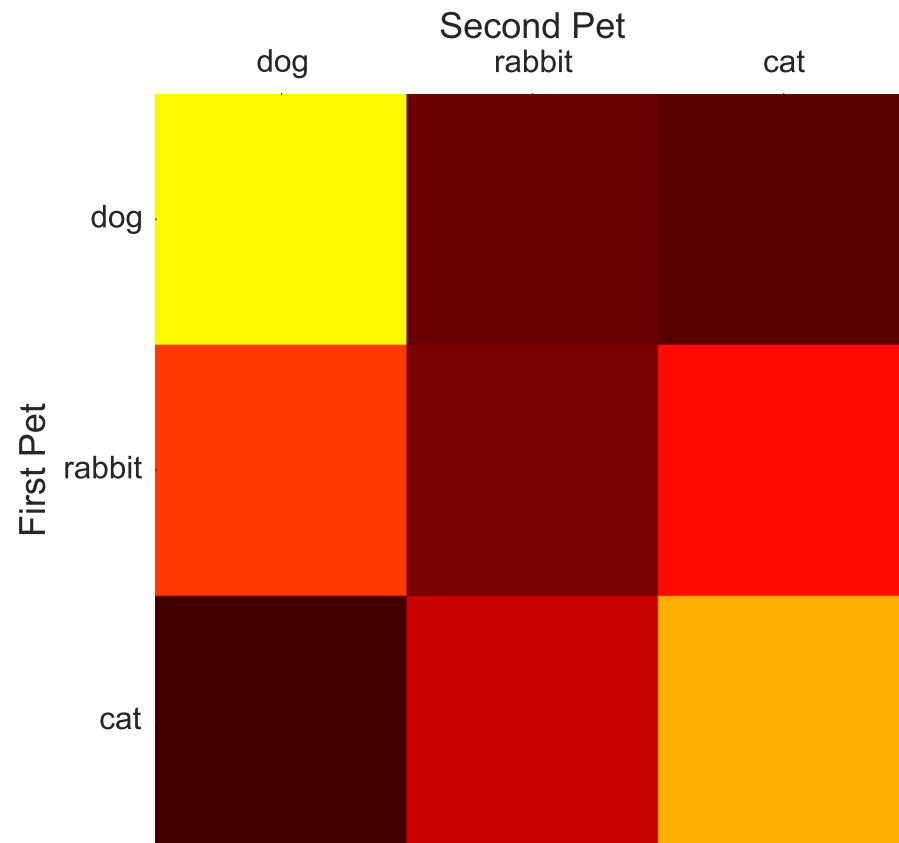 Second Pet
dog rabbit cat
dog
First Pet
rabbit
cat